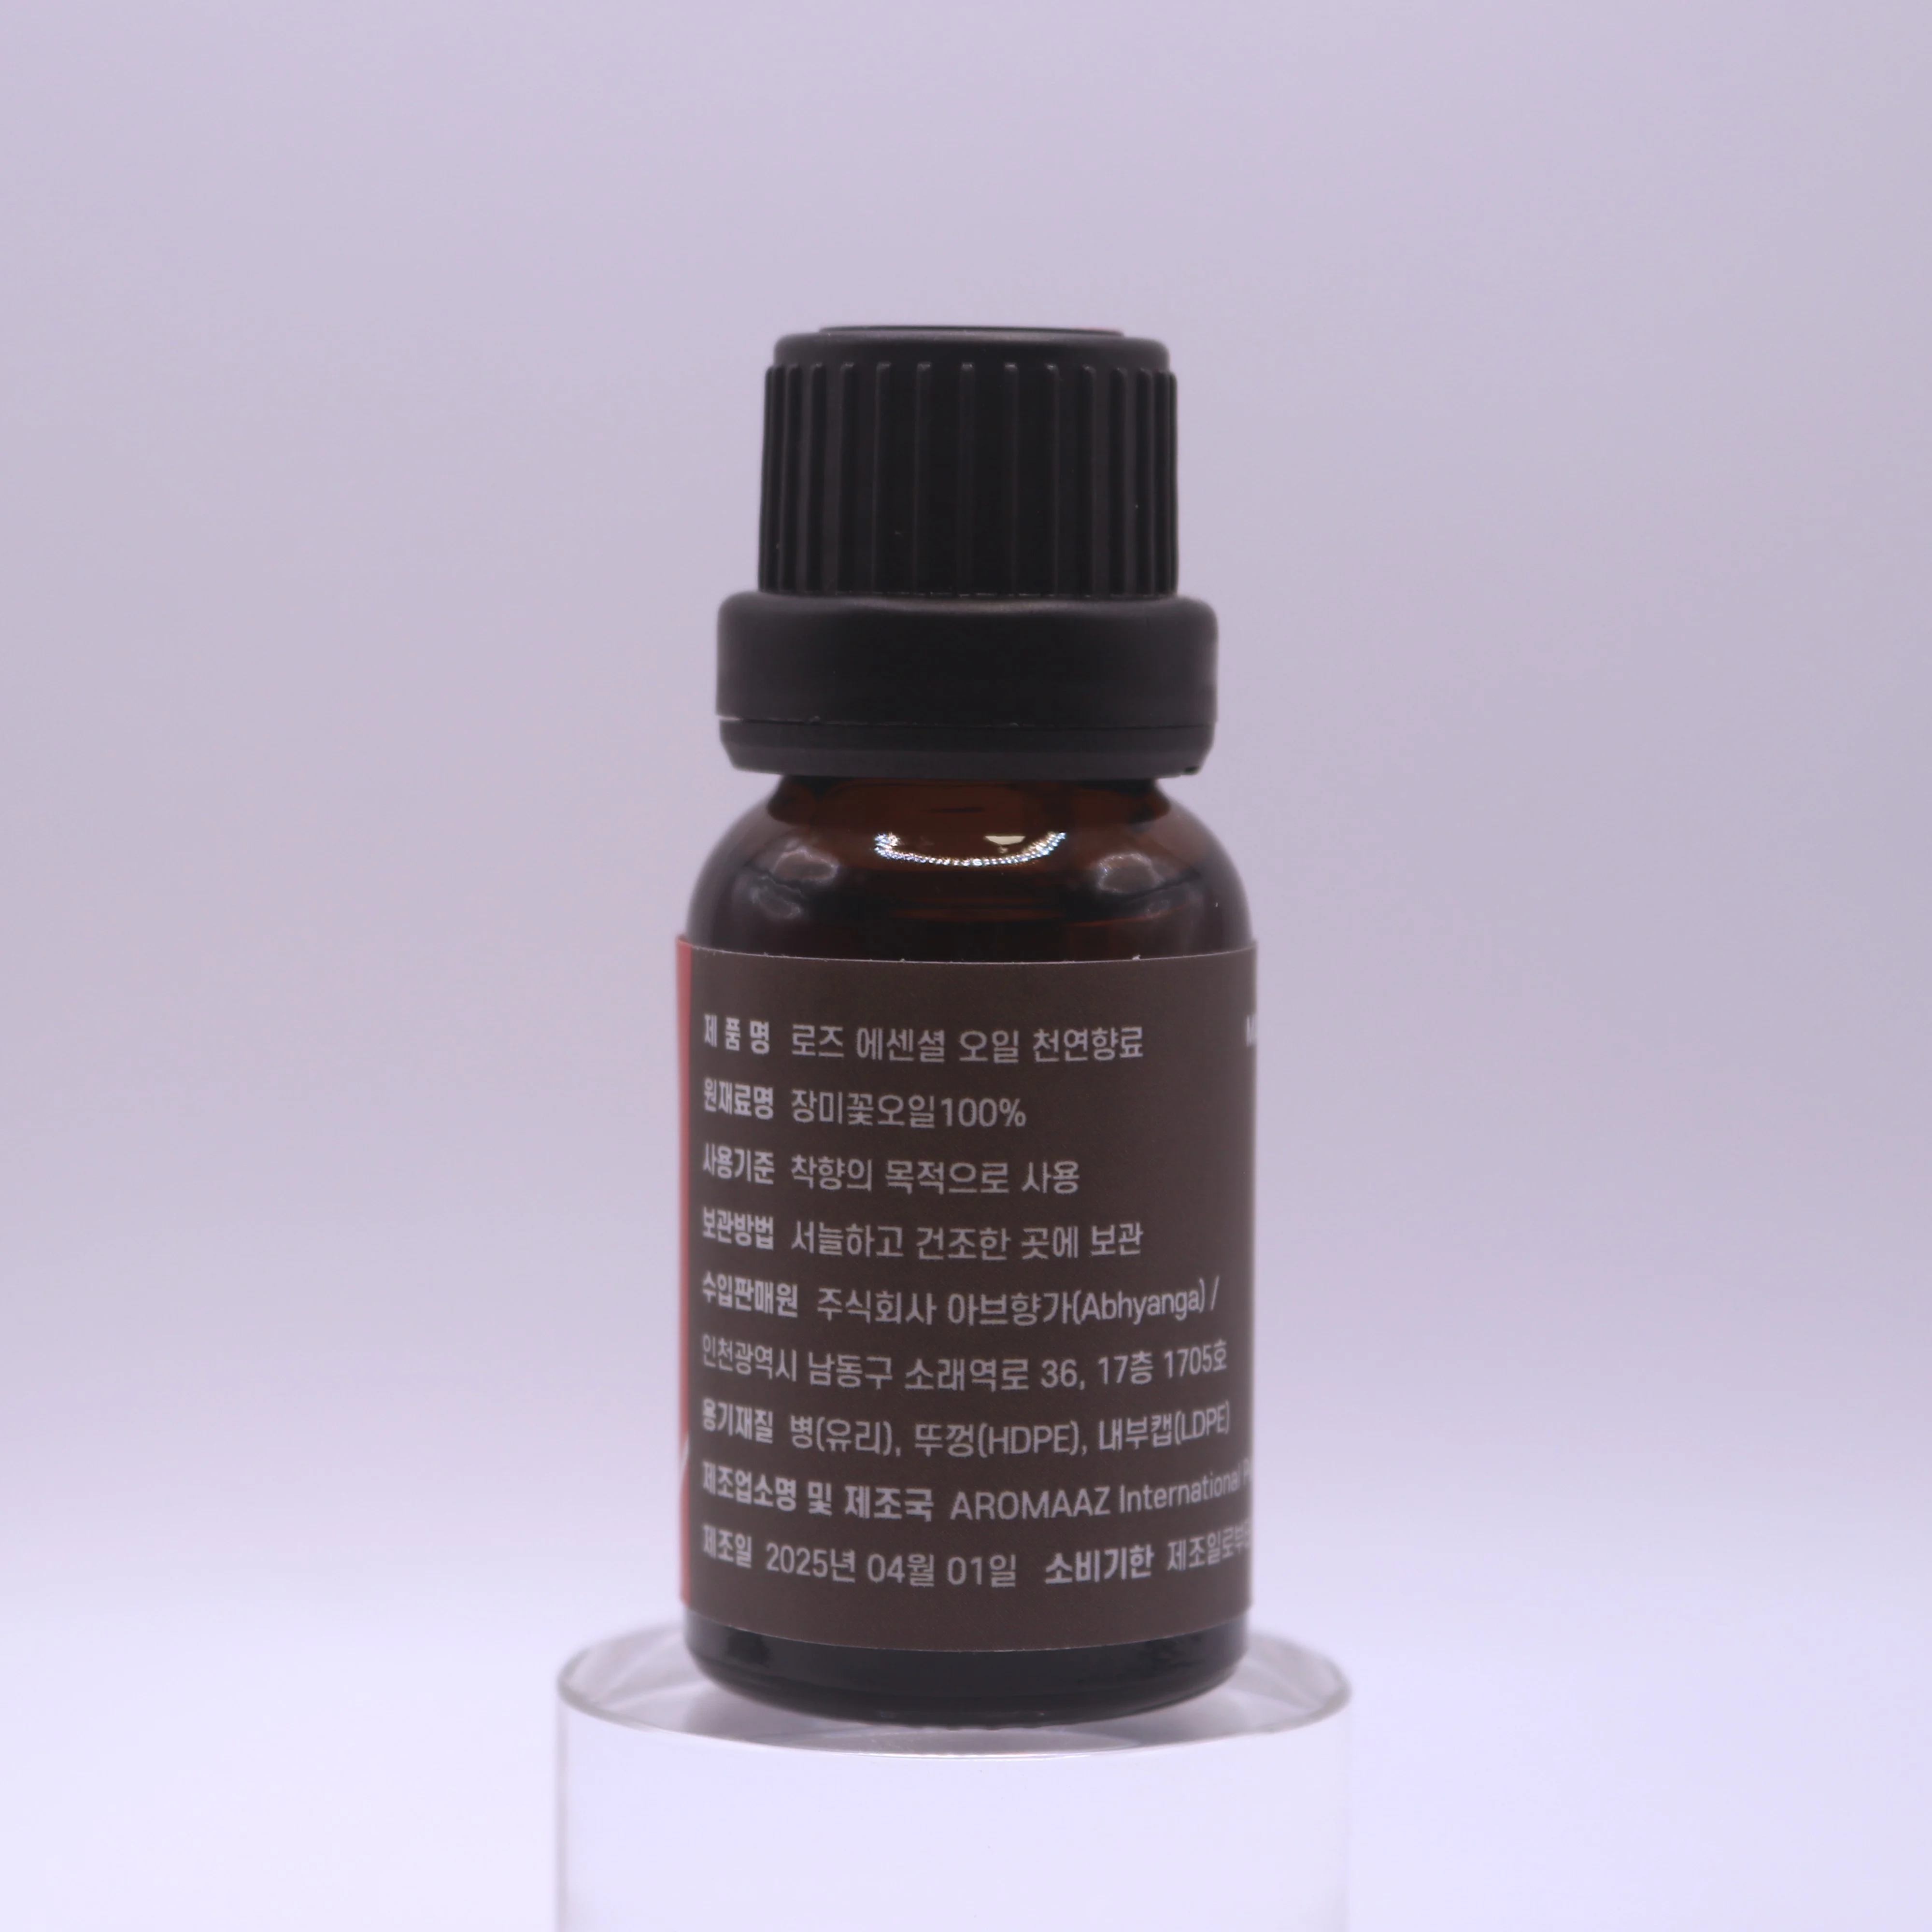 제 품 명 로즈 에센셜 오일 천연향료
원재료명 장미꽃오일100%
사용기준 착향의 목적으로 사용
보관방법 서늘하고 건조한 곳에 보관
수입판매원 주식회사 아브향가(Abhyanga) /
인천광역시 남동구 소래역로 36, 17층 1705호
용기재질 병(유리), 뚜껑(HDPE), 내부캡(LDPE)
제조업소명 및 제조국 AROMAAZ International
제조일 2025년 04월 01일 소비기한 제조일로부터